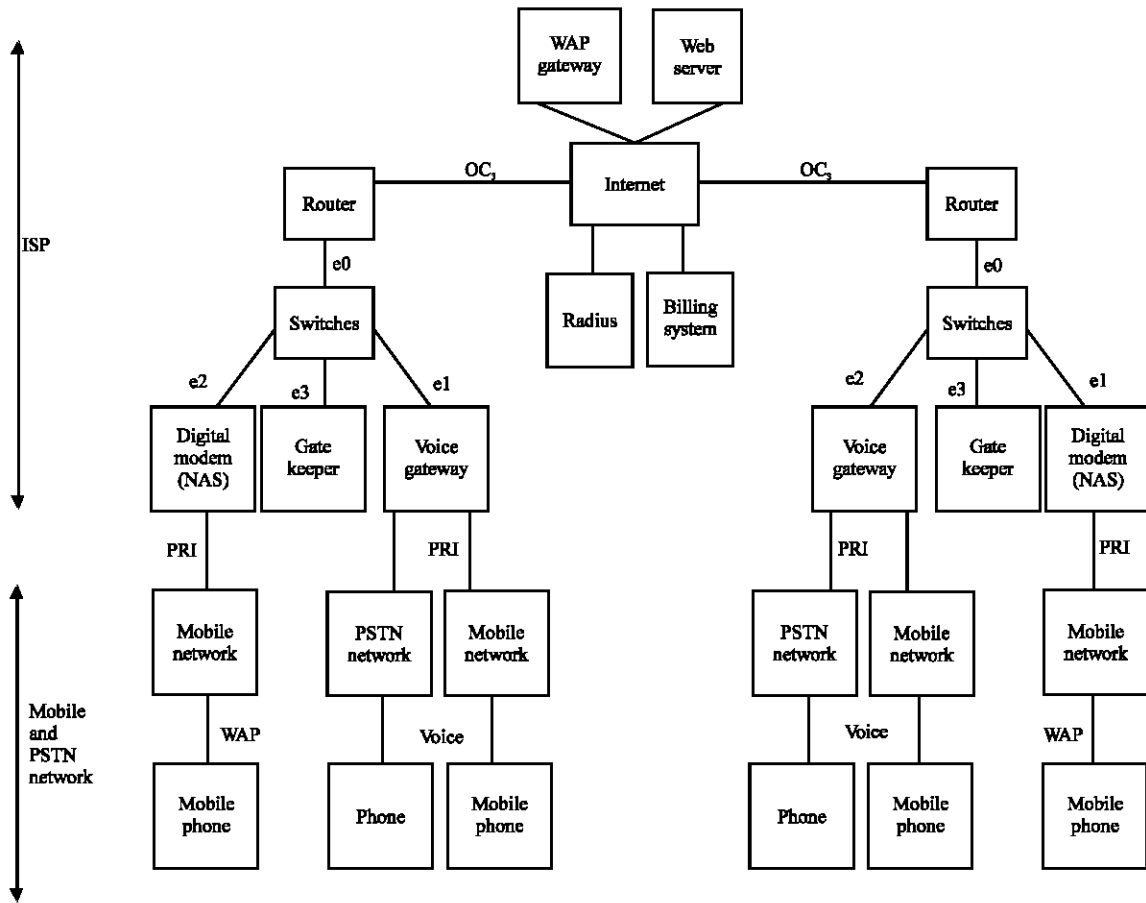 WAP
gateway
Web
server
OC₃
Internet
OC₃
Router
Router
ISP
e0
e0
Switches
Radius
Billing
system
Switches
e2
e3
e1
e2
e3
e1
Digital
modem
(NAS)
Gate
keeper
Voice
gateway
Voice
gateway
Gate
keeper
Digital
modem
(NAS)
PRI
PRI
PRI
PRI
Mobile
network
PSTN
network
Mobile
network
PSTN
network
Mobile
network
Mobile
network
Mobile
and
PSTN
network
WAP
Voice
Voice
WAP
Mobile
phone
Phone
Mobile
phone
Phone
Mobile
phone
Mobile
phone